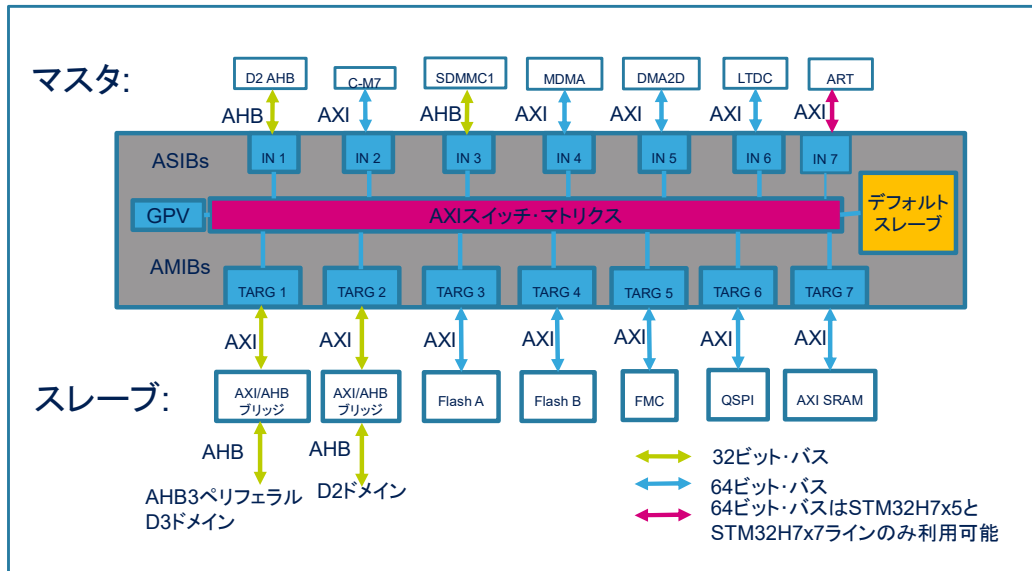 マスタ:
D2 AHB
C-M7
SDMMC1
MDMA
DMA2D
LTDC
ART
AHB
AXI
AHB
AXI
AXI
AXI
AXI
ASIBs
IN 1
IN 2
IN 3
IN 4
IN 5
IN 6
IN 7
GPV
AXIスイッチ・マトリクス
デフォルト
スレーブ
AMIBs
TARG 1
TARG 2
TARG 3
TARG 4
TARG 5
TARG 6
TARG 7
AXI
AXI
AXI
AXI
AXI
AXI
AXI
スレーブ:
AXI/AHB
ブリッジ
AXI/AHB
ブリッジ
Flash A
Flash B
FMC
QSPI
AXI SRAM
AHB
AHB
AHB3ペリフェラル
D3ドメイン
D2ドメイン
32ビット・バス
64ビット・バス
64ビット・バスはSTM32H7x5と
STM32H7x7ラインのみ利用可能